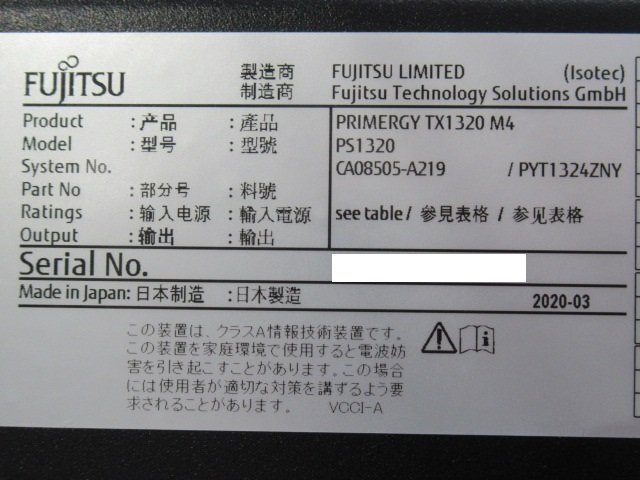 FUJITSU
製造商 FUJITSU LIMITED (Isotec)
制造商 Fujitsu Technology Solutions GmbH
Product :产品 :產品 PRIMERGY TX1320 M4
Model :型号 :型號 PS1320
System No. CA08505-A219 / PYT1324ZNY
Part No :部分号 :料號
Ratings :输入电源 :輸入電源 see table/ 參見表格 / 参见表格
Output :输出 :輸出
Serial No.
Made in Japan:日本制造 :日本製造 2020-03
この装置は、クラスA情報技術装置です。
この装置を家庭環境で使用すると電波妨
害を引き起こすことがあります。この場合
には使用者が適切な対策を講ずるよう要
求されることがあります。 VCCI-A